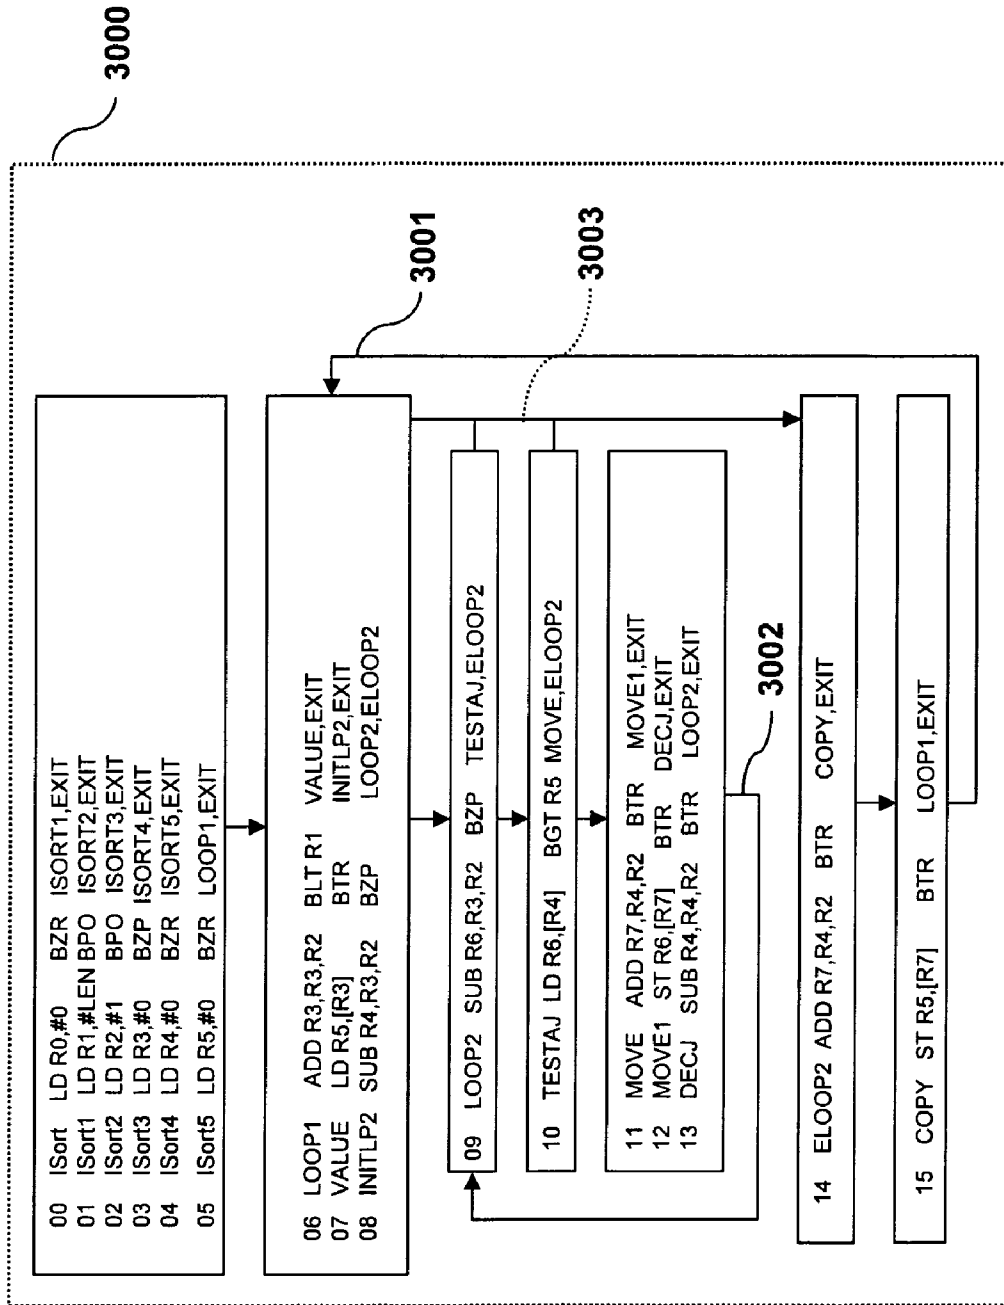 3000
00 ISort LD R0,#0 BZR ISORT1,EXIT
01 ISort1 LD R1,#LEN BPO ISORT2,EXIT
02 ISort2 LD R2,#1 BPO ISORT3,EXIT
03 ISort3 LD R3,#0 BZP ISORT4,EXIT
04 ISort4 LD R4,#0 BZR ISORT5,EXIT
05 ISort5 LD R5,#0 BZR LOOP1,EXIT
3001
06 LOOP1 ADD R3,R3,R2 BLT R1 VALUE,EXIT
07 VALUE LD R5,[R3] BTR INITLP2,EXIT
08 INITLP2 SUB R4,R3,R2 BZP LOOP2,ELOOP2
3003
09 LOOP2 SUB R6,R3,R2 BZP TESTAJ,ELOOP2
10 TESTAJ LD R6,[R4] BGT R5 MOVE,ELOOP2
11 MOVE ADD R7,R4,R2 BTR MOVE1,EXIT
12 MOVE1 ST R6,[R7] BTR DECJ,EXIT
13 DECJ SUB R4,R4,R2 BTR LOOP2,EXIT
3002
14 ELOOP2 ADD R7,R4,R2 BTR COPY,EXIT
15 COPY ST R5,[R7] BTR LOOP1,EXIT